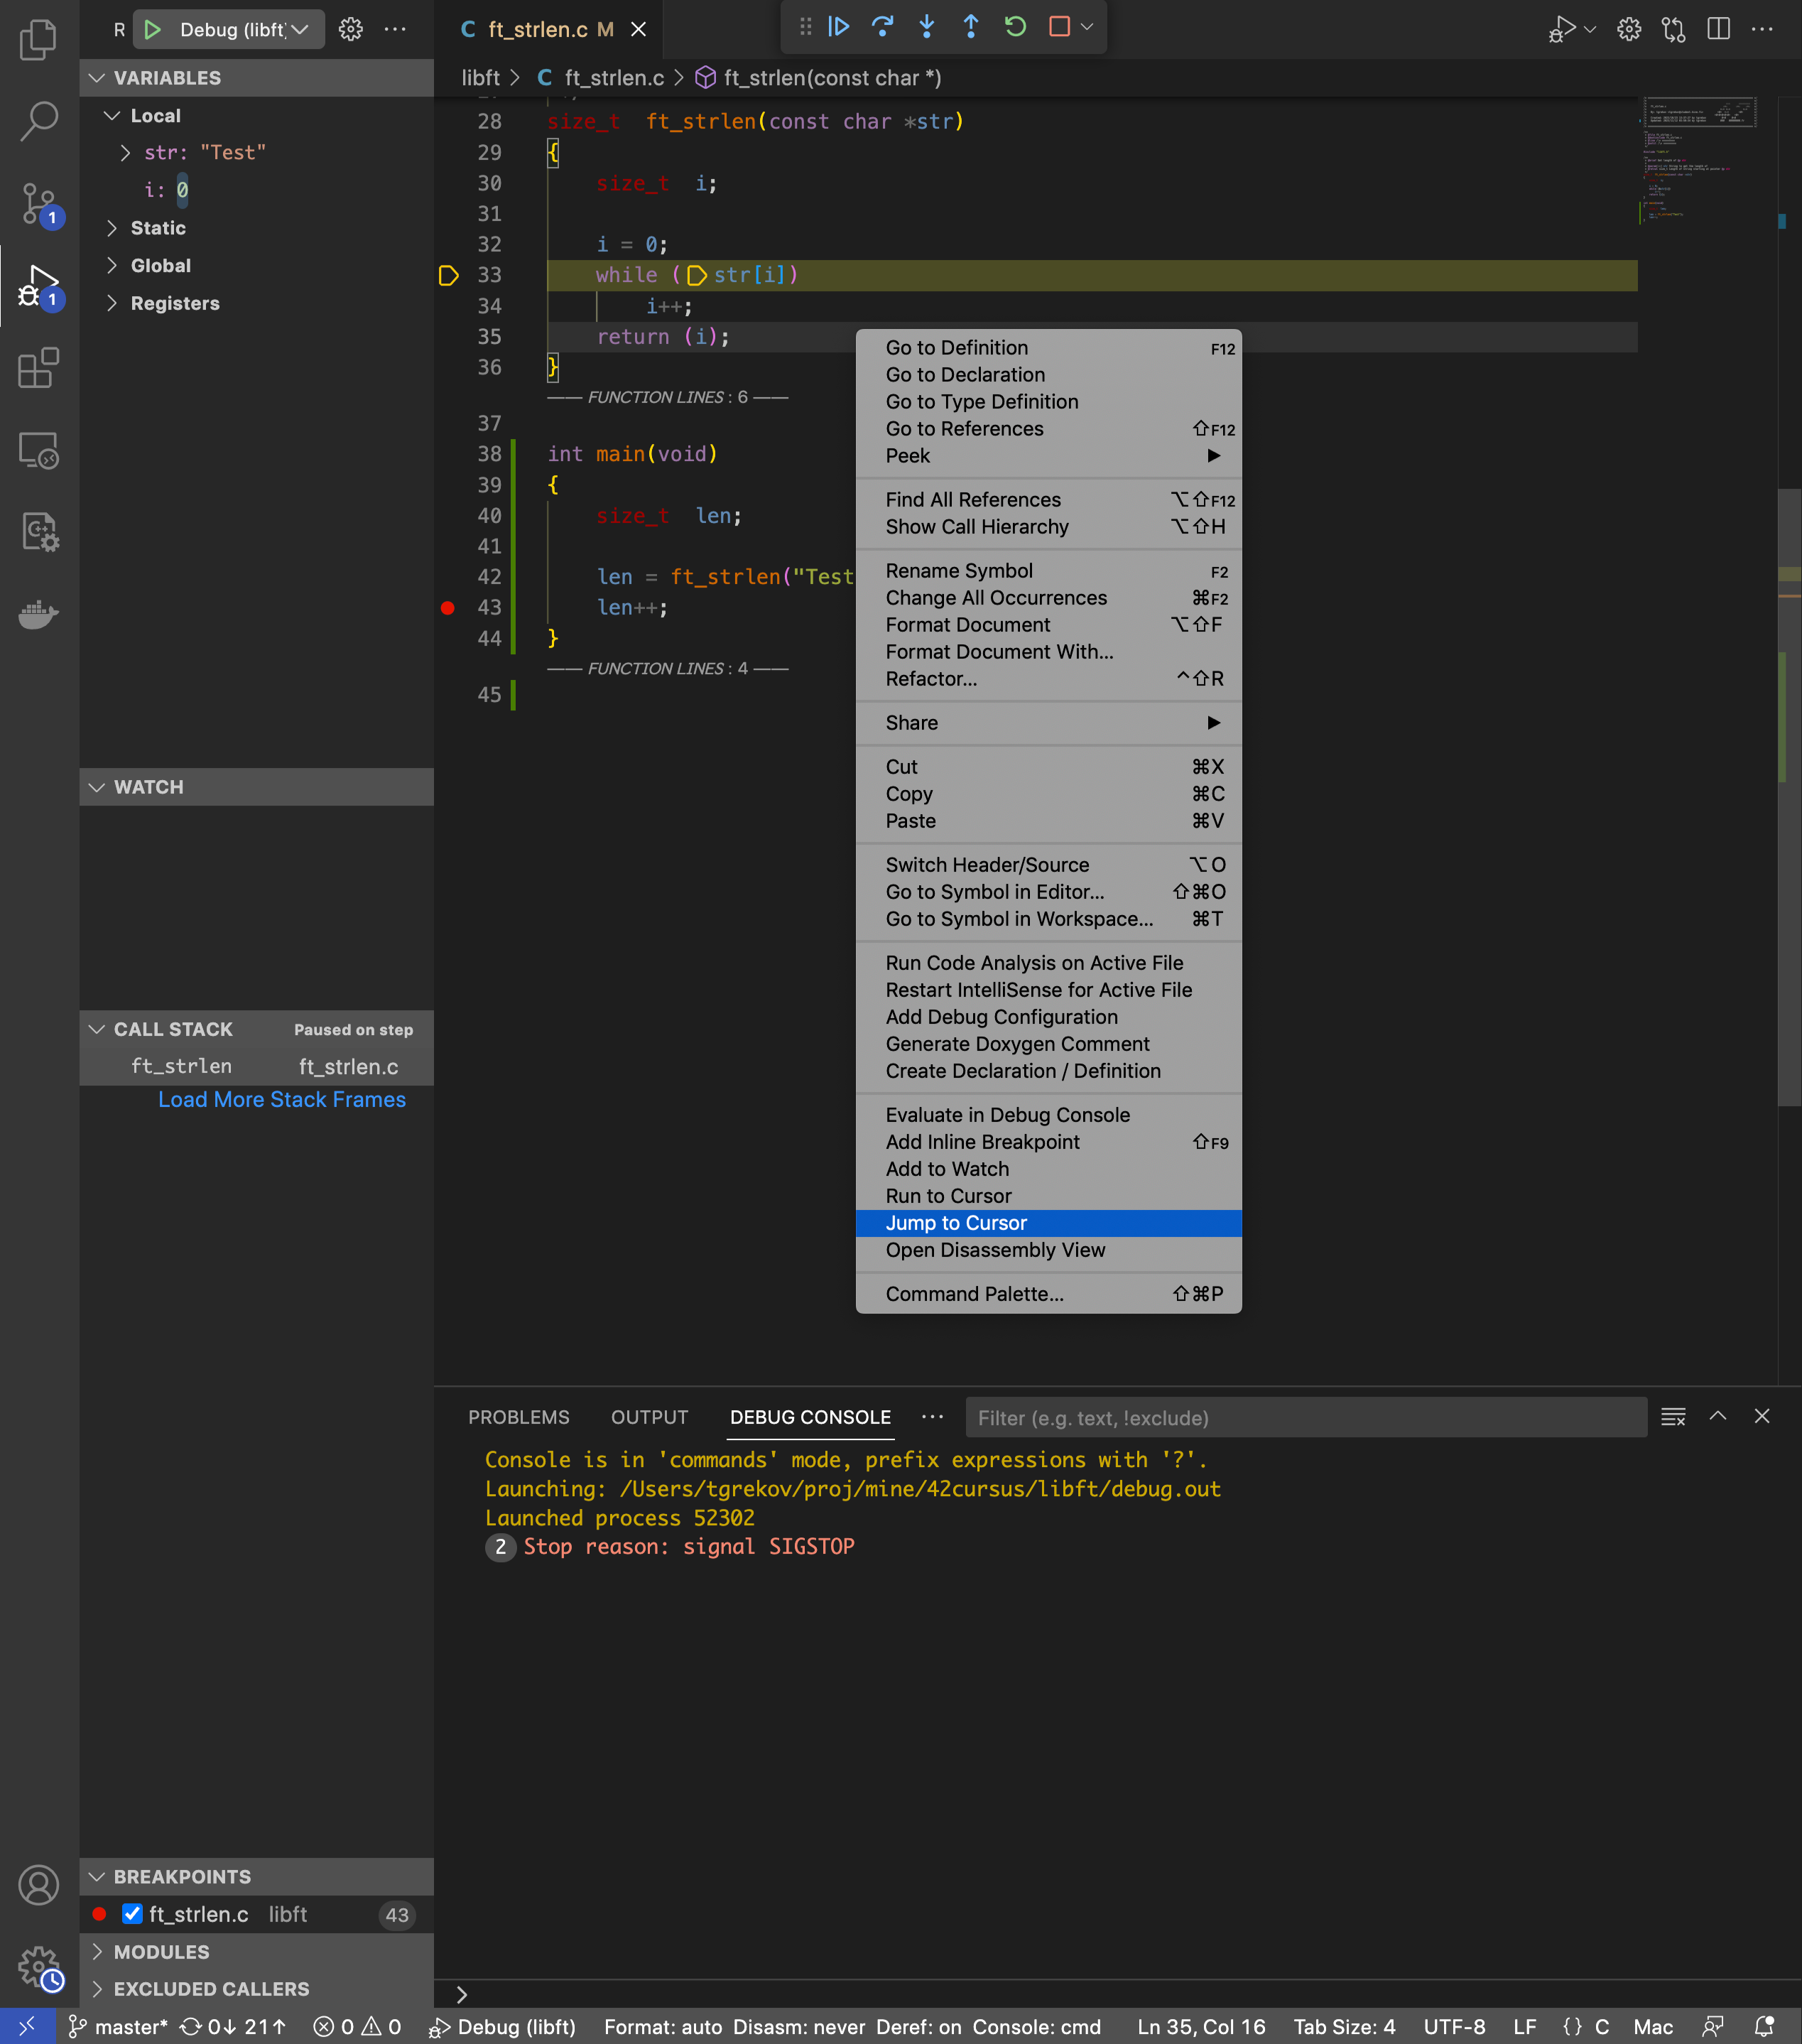 R Debug (libft) ft_strlen.c M
VARIABLES
Local
str: "Test"
i: 0
Static
Global
Registers
WATCH
CALL STACK Paused on step
ft_strlen ft_strlen.c
Load More Stack Frames
BREAKPOINTS
ft_strlen.c libft 43
MODULES
EXCLUDED CALLERS
1
1
libft > C ft_strlen.c > ft_strlen(const char *)
28 size_t ft_strlen(const char *str)
29 {
30 size_t i;
31
32 i = 0;
33 while (str[i])
34 i++;
35 return (i);
36 }
—— FUNCTION LINES : 6 ——
37
38 int main(void)
39 {
40 size_t len;
41
42 len = ft_strlen("Test
43 len++;
44 }
—— FUNCTION LINES : 4 ——
45
Go to Definition F12
Go to Declaration
Go to Type Definition
Go to References ⇧F12
Peek ▶
Find All References ⌥⇧F12
Show Call Hierarchy ⌥⇧H
Rename Symbol F2
Change All Occurrences ⌘F2
Format Document ⌥⇧F
Format Document With...
Refactor... ^⇧R
Share ▶
Cut ⌘X
Copy ⌘C
Paste ⌘V
Switch Header/Source ⌥O
Go to Symbol in Editor... ⇧⌘O
Go to Symbol in Workspace... ⌘T
Run Code Analysis on Active File
Restart IntelliSense for Active File
Add Debug Configuration
Generate Doxygen Comment
Create Declaration / Definition
Evaluate in Debug Console
Add Inline Breakpoint ⇧F9
Add to Watch
Run to Cursor
Jump to Cursor
Open Disassembly View
Command Palette... ⇧⌘P
PROBLEMS OUTPUT DEBUG CONSOLE ··· Filter (e.g. text, !exclude)
Console is in 'commands' mode, prefix expressions with '?'.
Launching: /Users/tgrekov/proj/mine/42cursus/libft/debug.out
Launched process 52302
2 Stop reason: signal SIGSTOP
>
master* 0↓ 21↑ 0 0 Debug (libft) Format: auto Disasm: never Deref: on Console: cmd Ln 35, Col 16 Tab Size: 4 UTF-8 LF {} C Mac